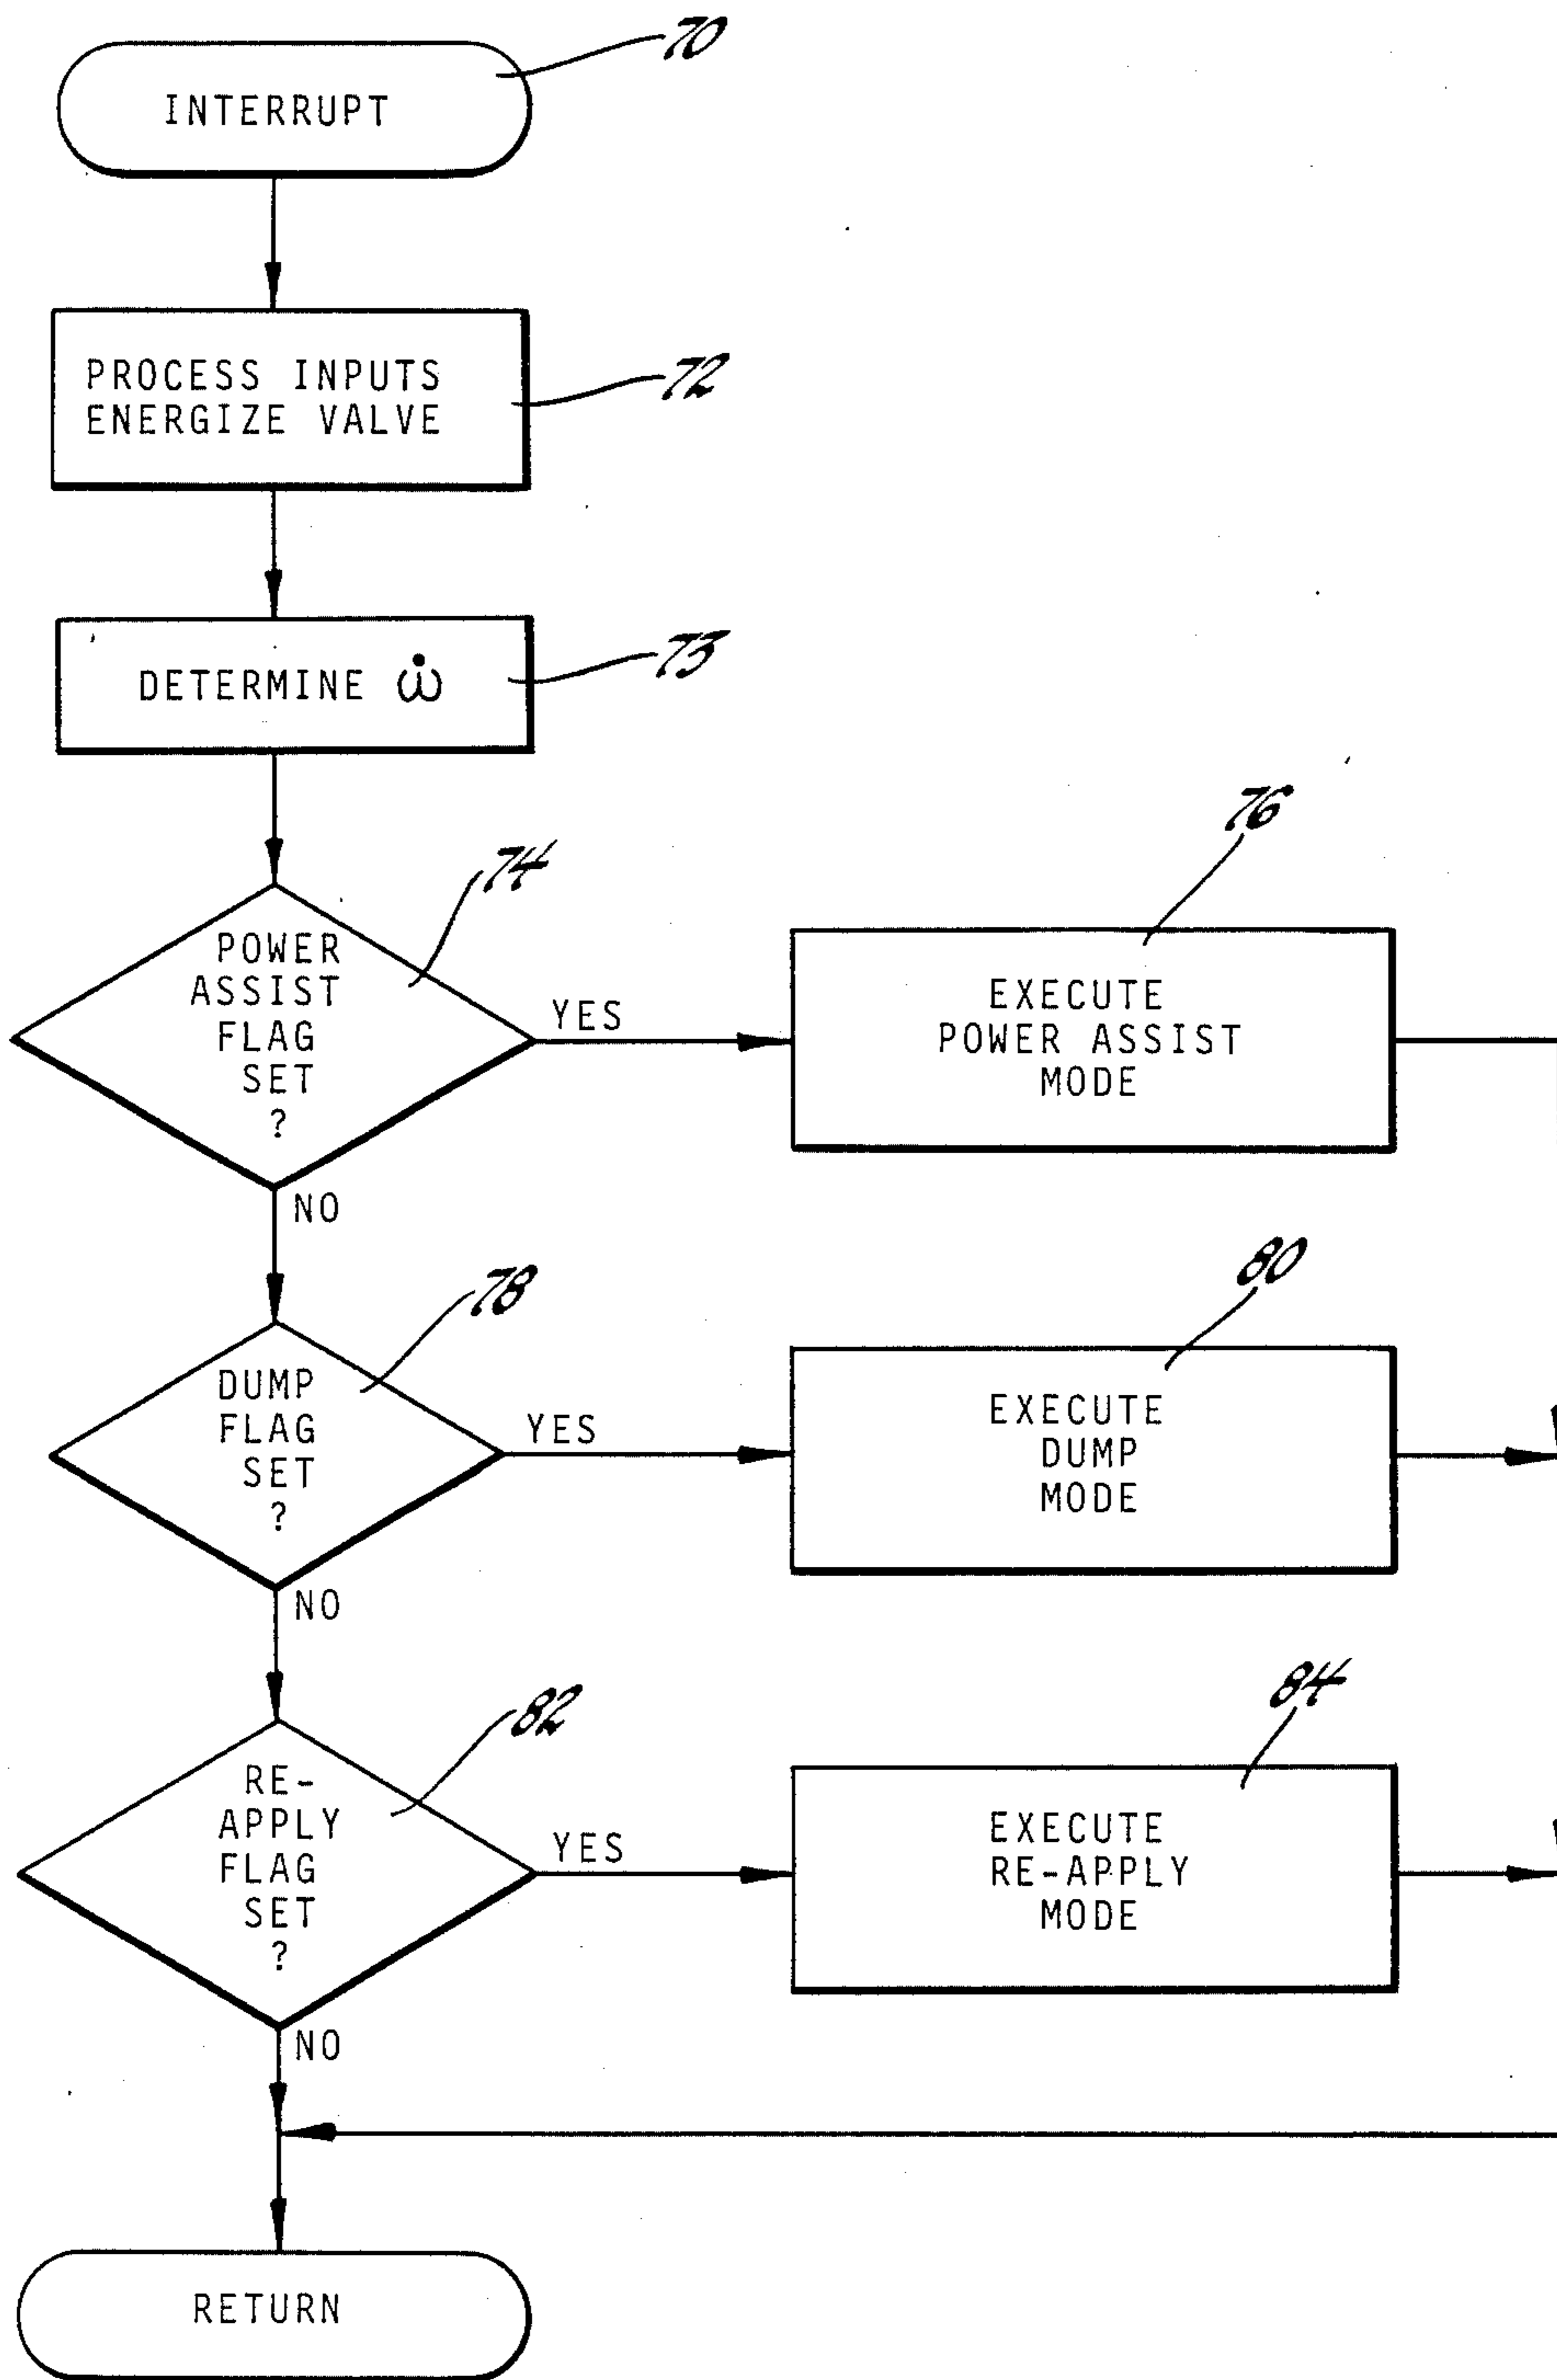 70
INTERRUPT
72
PROCESS INPUTS
ENERGIZE VALVE
73
DETERMINE ω̇
74
POWER
ASSIST
FLAG
SET
?
YES
NO
76
EXECUTE
POWER ASSIST
MODE
78
DUMP
FLAG
SET
?
YES
NO
80
EXECUTE
DUMP
MODE
82
RE-
APPLY
FLAG
SET
?
YES
NO
84
EXECUTE
RE-APPLY
MODE
RETURN